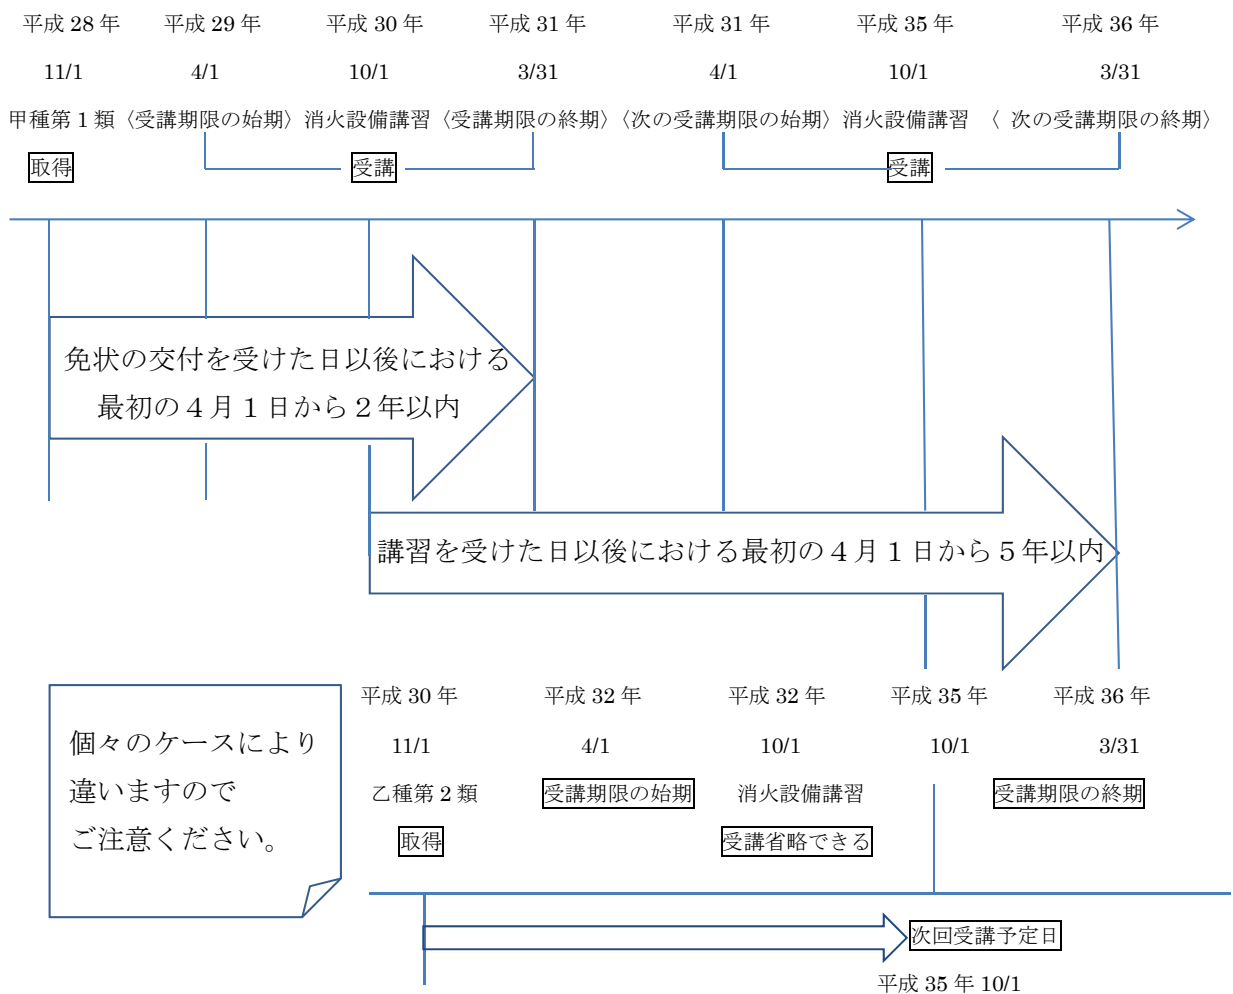 平成 28 年 平成 29 年 平成 30 年 平成 31 年 平成 31 年 平成 35 年 平成 36 年
11/1 4/1 10/1 3/31 4/1 10/1 3/31
甲種第 1 類〈受講期限の始期〉消火設備講習〈受講期限の終期〉〈次の受講期限の始期〉消火設備講習 〈 次の受講期限の終期〉
取得 受講 受講
免状の交付を受けた日以後における
最初の４月１日から２年以内
講習を受けた日以後における最初の４月１日から５年以内
個々のケースにより
違いますので
ご注意ください。
平成 30 年 平成 32 年 平成 32 年 平成 35 年 平成 36 年
11/1 4/1 10/1 10/1 3/31
乙種第 2 類 受講期限の始期 消火設備講習 受講期限の終期
取得 受講省略できる
次回受講予定日
平成 35 年 10/1